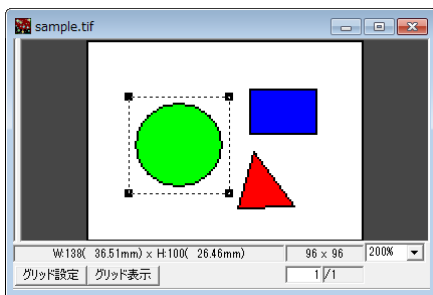 sample.tif
W:138( 36.51mm) × H:100( 26.46mm) 96 × 96 200%
グリッド設定 グリッド表示 1 /1